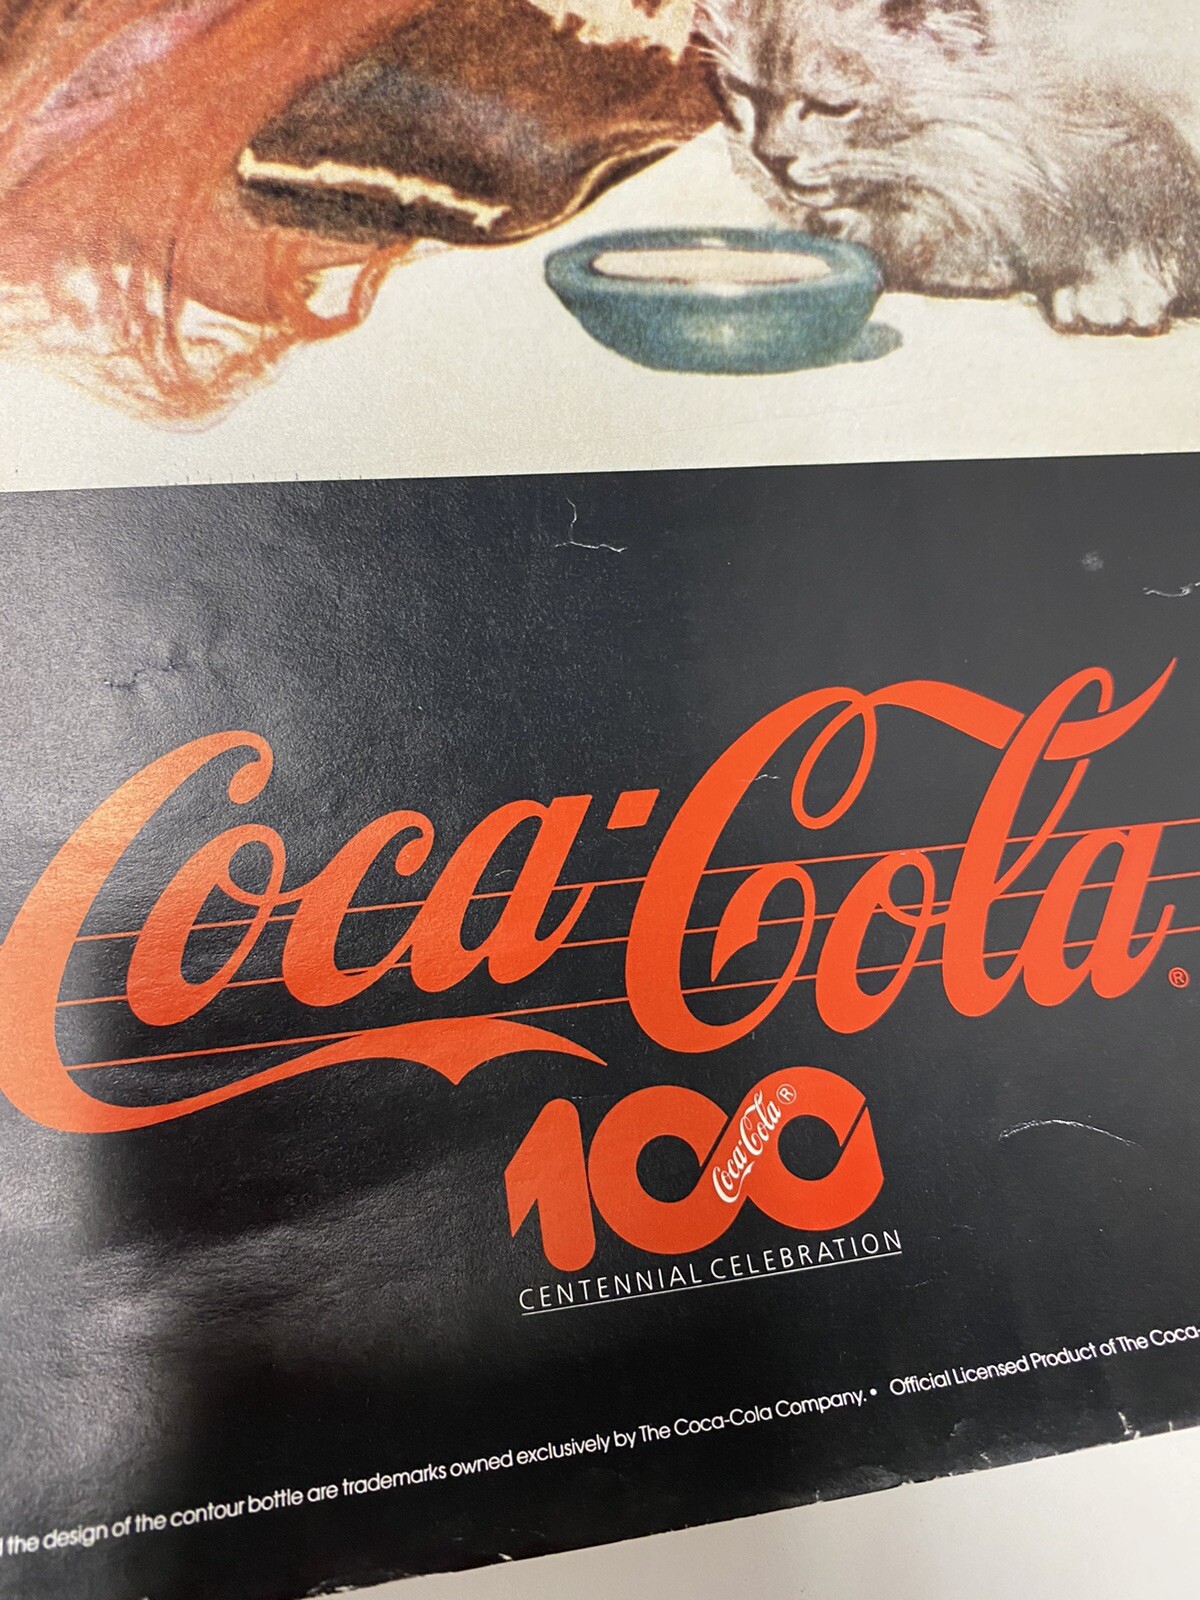 Coca-Cola®
100
Coca-Cola®
CENTENNIAL CELEBRATION
the design of the contour bottle are trademarks owned exclusively by The Coca-Cola Company. • Official Licensed Product of The Coca-